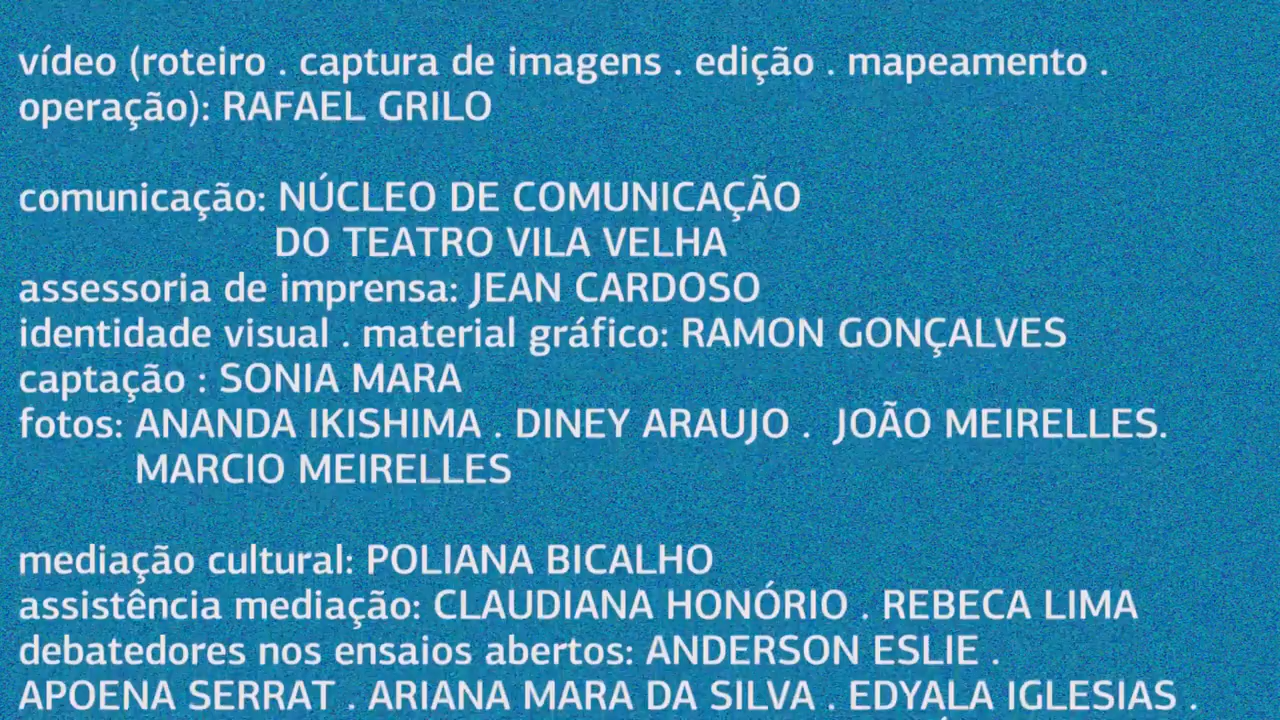 vídeo (roteiro . captura de imagens . edição . mapeamento .
operação): RAFAEL GRILO
comunicação: NÚCLEO DE COMUNICAÇÃO
DO TEATRO VILA VELHA
assessoria de imprensa: JEAN CARDOSO
identidade visual . material gráfico: RAMON GONÇALVES
captação : SONIA MARA
fotos: ANANDA IKISHIMA . DINEY ARAUJO . JOÃO MEIRELLES.
MARCIO MEIRELLES
mediação cultural: POLIANA BICALHO
assistência mediação: CLAUDIANA HONÓRIO . REBECA LIMA
debatedores nos ensaios abertos: ANDERSON ESLIE .
APOENA SERRAT . ARIANA MARA DA SILVA . EDYALA IGLESIAS .